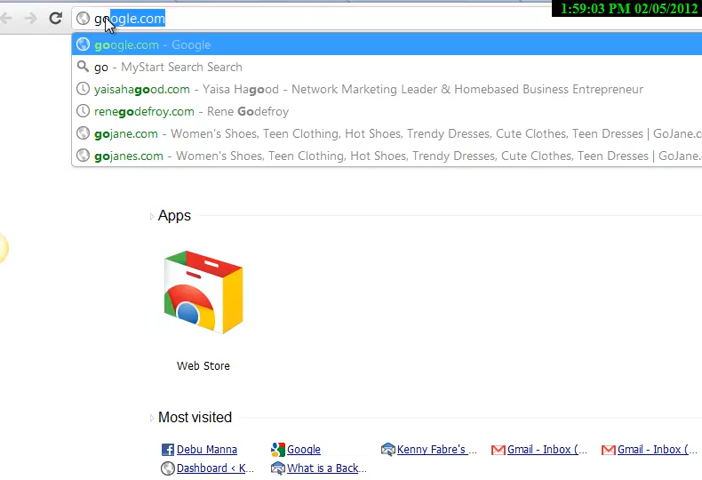 1:59:03 PM 02/05/2012
google.com
google.com - Google
go - MyStart Search Search
yaisahagood.com - Yaisa Hagood - Network Marketing Leader & Homebased Business Entrepreneur
renegodefroy.com - Rene Godefroy
gojane.com - Women's Shoes, Teen Clothing, Hot Shoes, Trendy Dresses, Cute Clothes, Teen Dresses | GoJane.c
gojanes.com - Women's Shoes, Teen Clothing, Hot Shoes, Trendy Dresses, Cute Clothes, Teen Dresses | GoJane.c
Apps
Web Store
Most visited
Debu Manna Google Kenny Fabre's ... Gmail - Inbox (... Gmail - Inbox (...
Dashboard ‹ K... What is a Back...